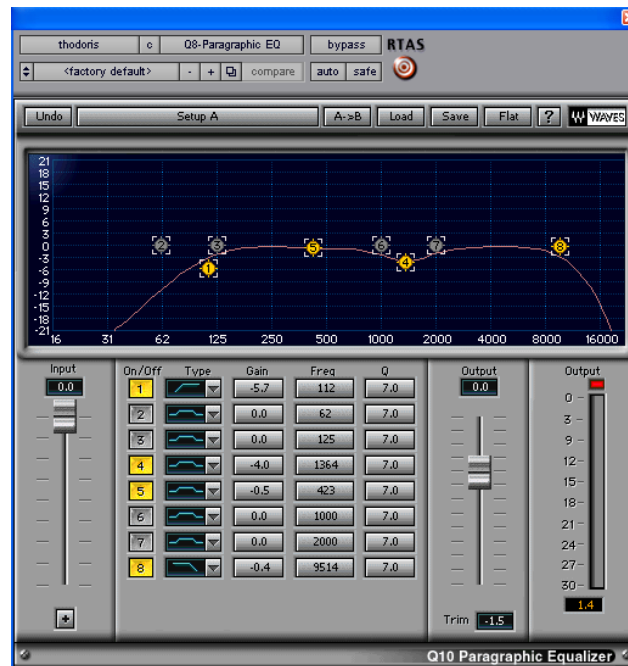 thodoris c Q8-Paragraphic EQ bypass RTAS
<factory default> - + compare auto safe
Undo Setup A A->B Load Save Flat ? WAVES
21
18
15
12
9
6
3
0
-3
-6
-9
-12
-15
-18
-21
2 3 5 6 7 8
1 4
16 31 62 125 250 500 1000 2000 4000 8000 16000
Input On/Off Type Gain Freq Q Output Output
0.0 0.0
1 -5.7 112 7.0
2 0.0 62 7.0
3 0.0 125 7.0
4 -4.0 1364 7.0
5 -0.5 423 7.0
6 0.0 1000 7.0
7 0.0 2000 7.0
8 -0.4 9514 7.0
0
3
9
12
15
18
21
24
27
30
+ Trim -1.5 1.4
Q10 Paragraphic Equalizer